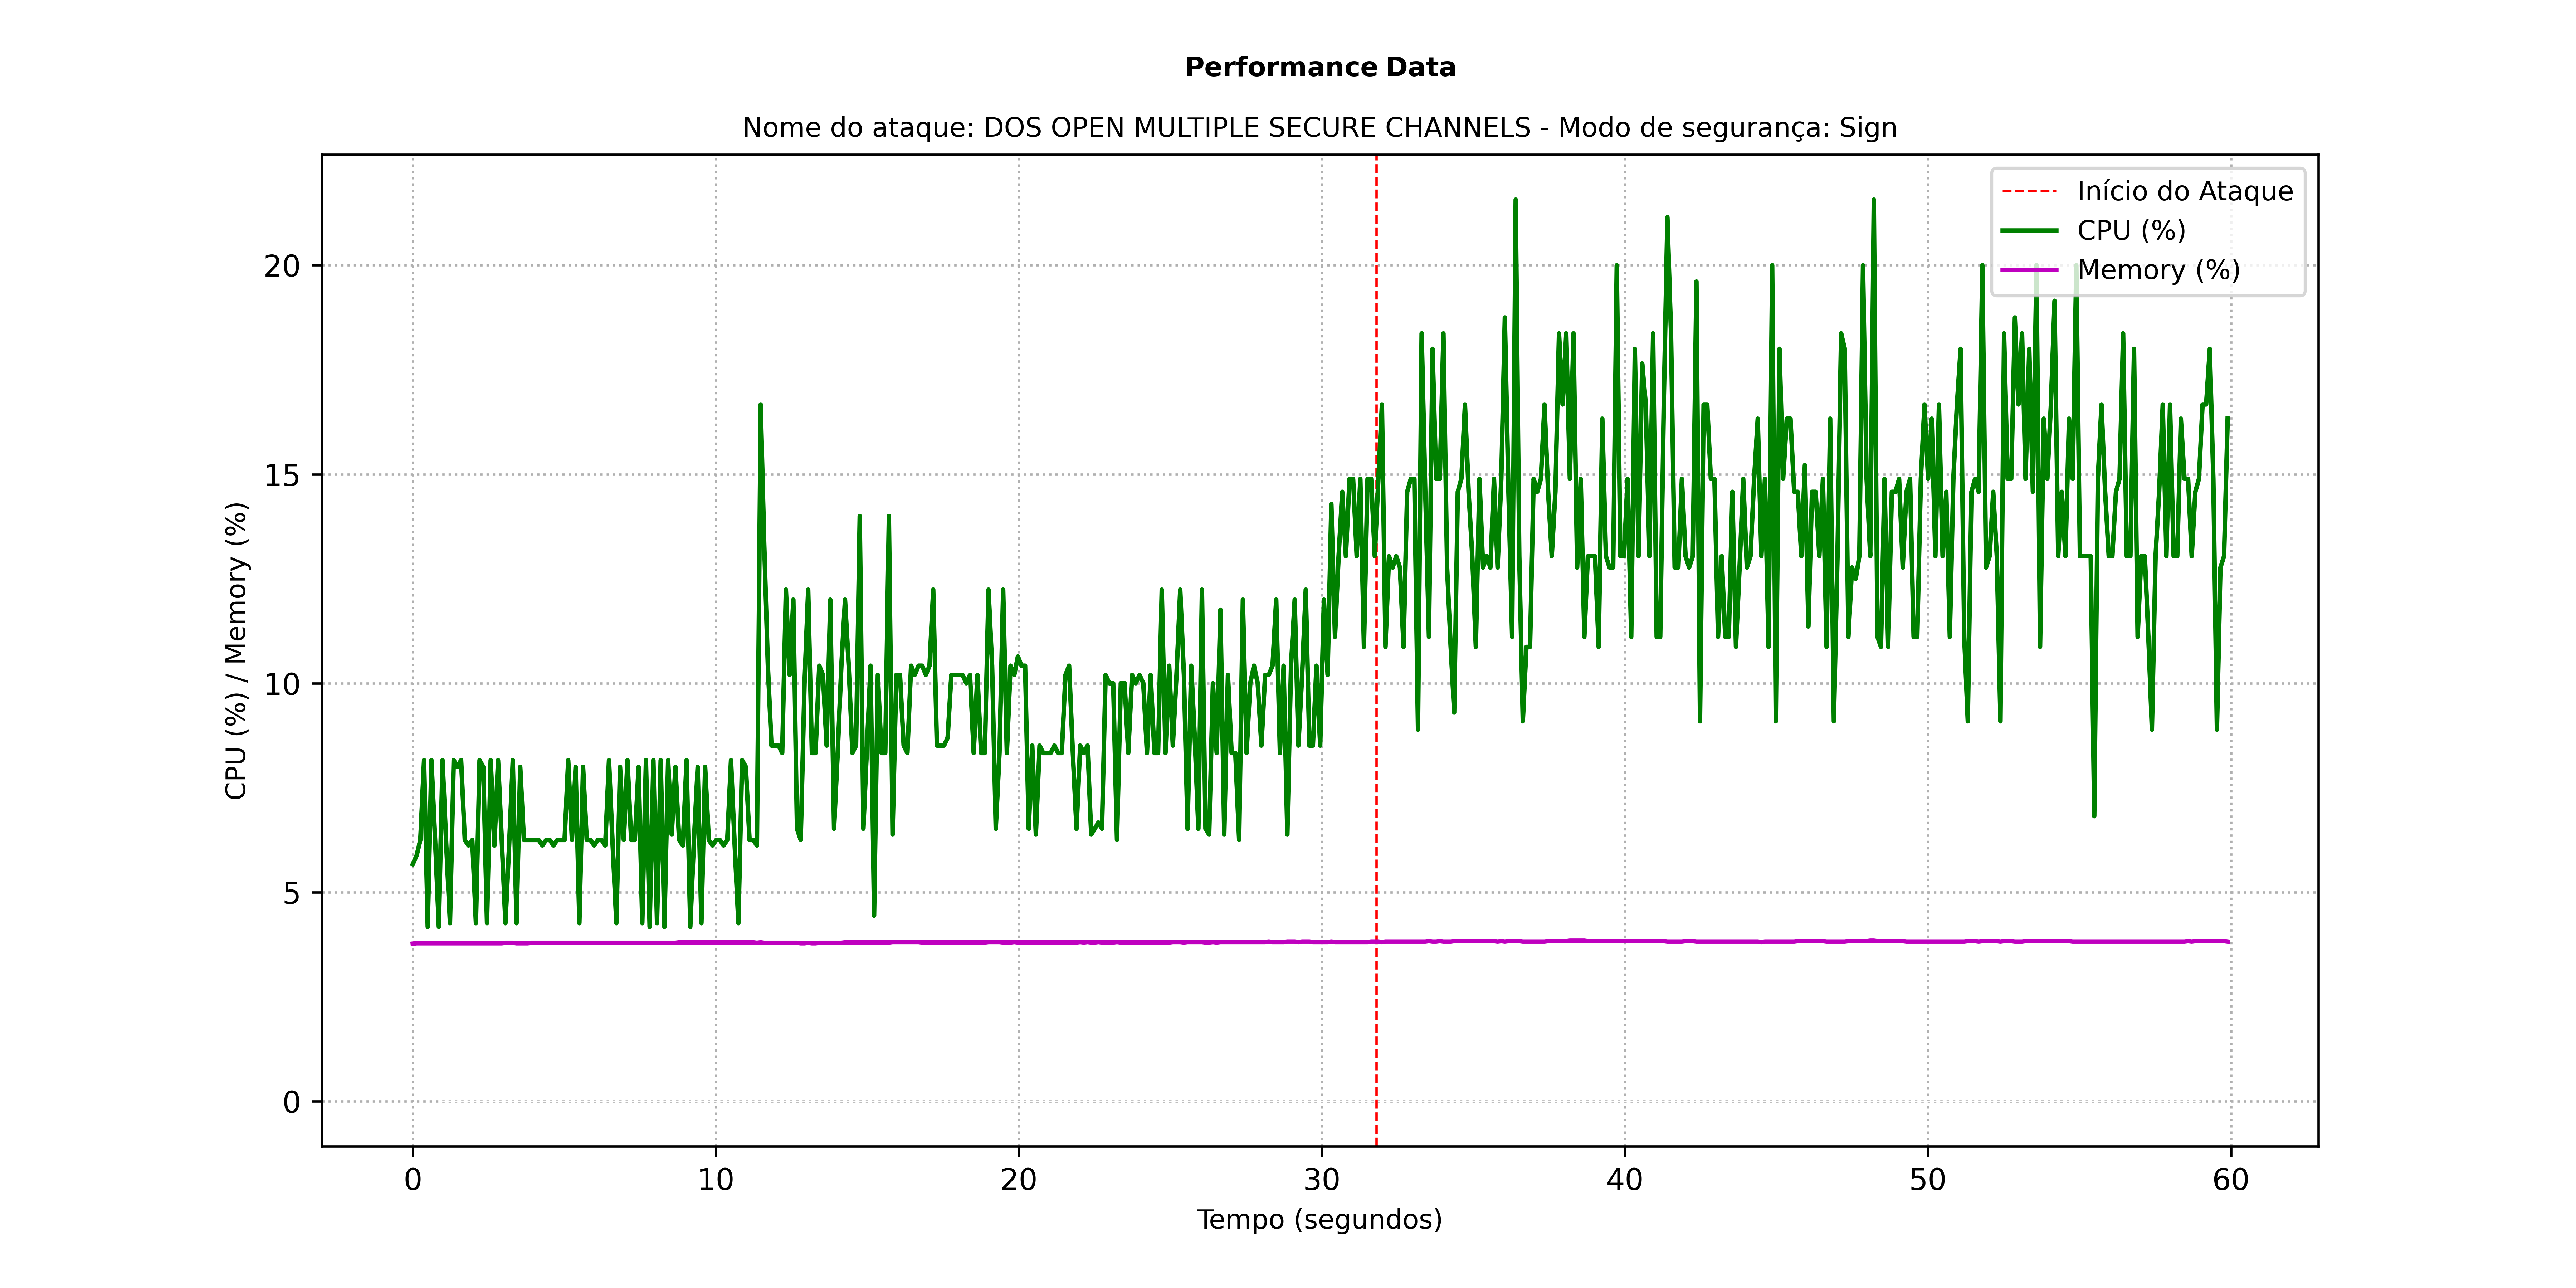 Performance Data
Nome do ataque: DOS OPEN MULTIPLE SECURE CHANNELS - Modo de segurança: Sign
Início do Ataque
CPU (%)
Memory (%)
CPU (%) / Memory (%)
20
15
10
5
0
0 10 20 30 40 50 60
Tempo (segundos)